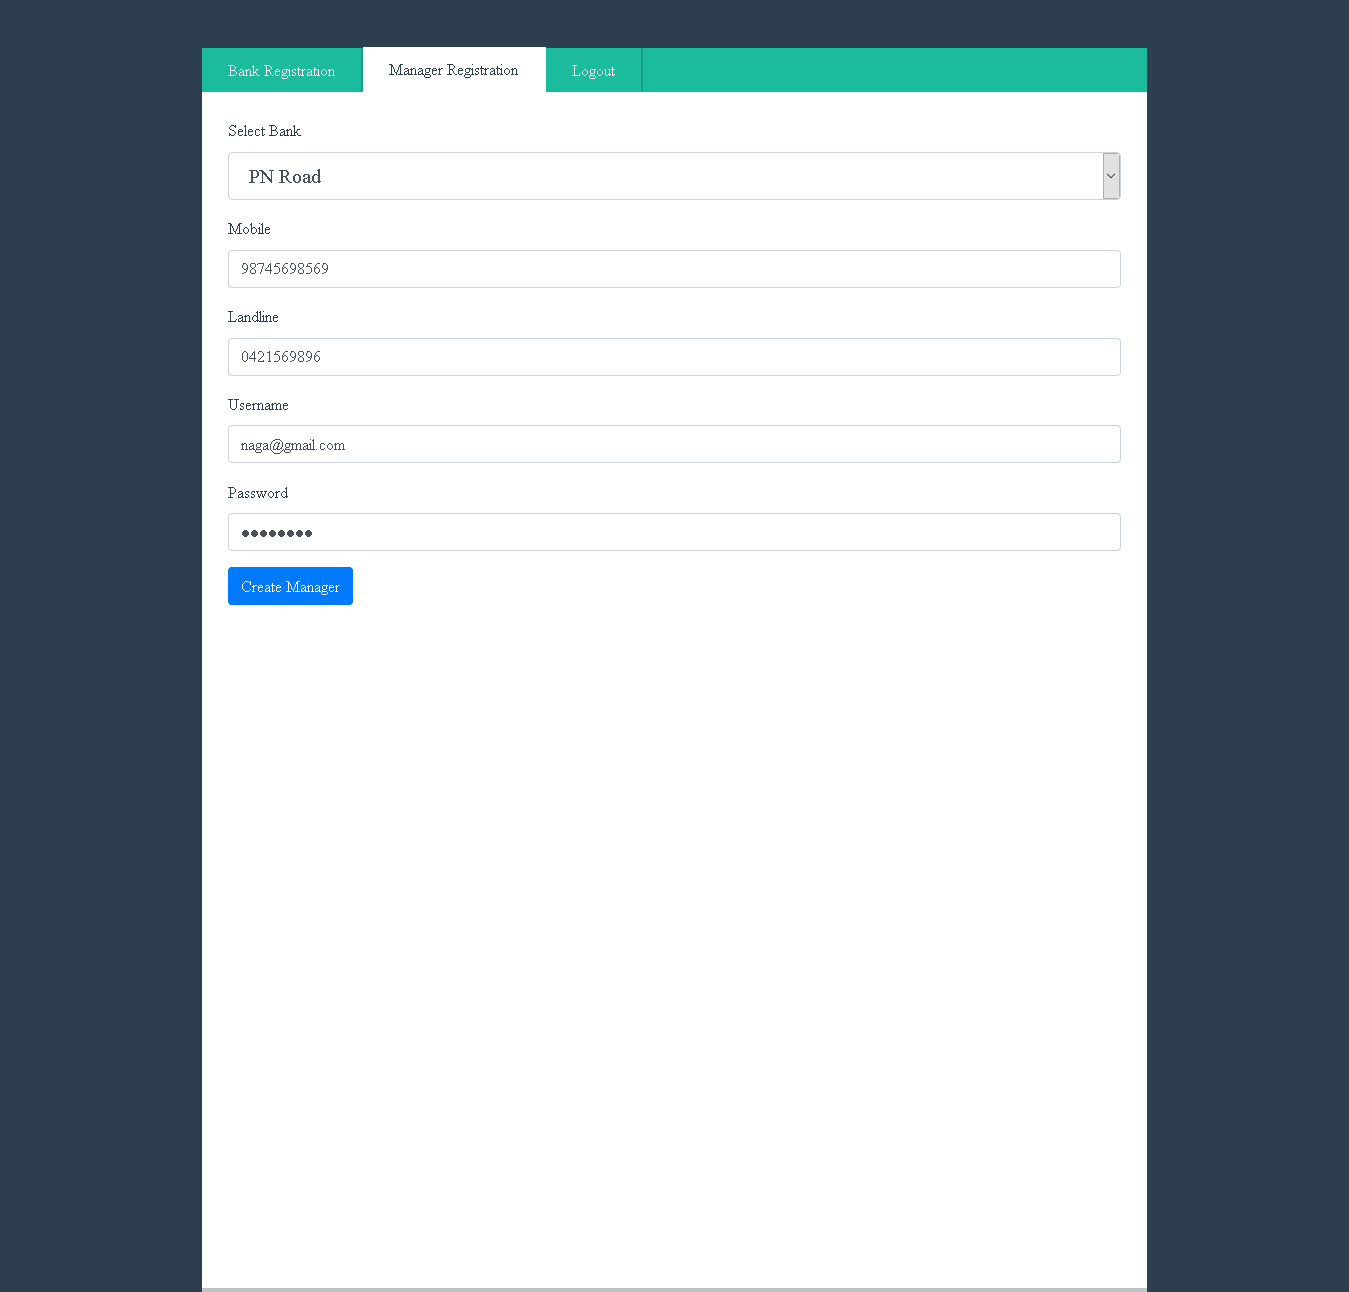 Bank Registration Manager Registration Logout
Select Bank
PN Road
Mobile
98745698569
Landline
0421569896
Username
naga@gmail.com
Password
●●●●●●●●
Create Manager